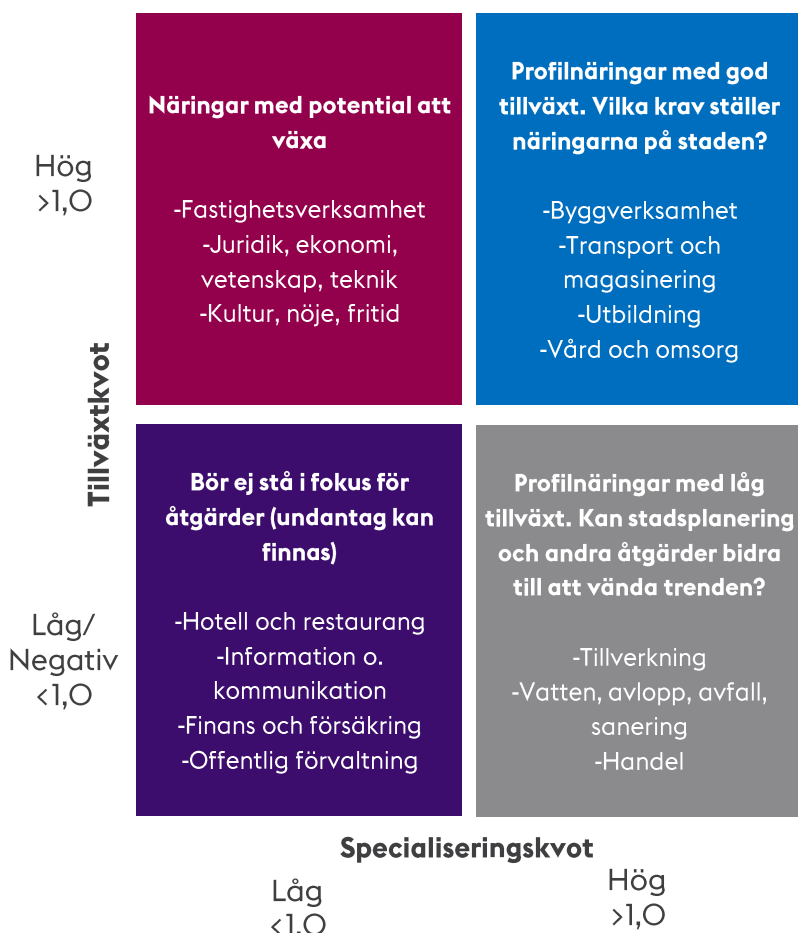 Näringar med potential att
växa
-Fastighetsverksamhet
-Juridik, ekonomi,
vetenskap, teknik
-Kultur, nöje, fritid
Profilnäringar med god
tillväxt. Vilka krav ställer
näringarna på staden?
-Byggverksamhet
-Transport och
magasinering
-Utbildning
-Vård och omsorg
Hög
>1,0
Tillväxtkvot
Bör ej stå i fokus för
åtgärder (undantag kan
finnas)
-Hotell och restaurang
-Information o.
kommunikation
-Finans och försäkring
-Offentlig förvaltning
Profilnäringar med låg
tillväxt. Kan stadsplanering
och andra åtgärder bidra
till att vända trenden?
-Tillverkning
-Vatten, avlopp, avfall,
sanering
-Handel
Låg/
Negativ
<1,0
Specialiseringskvot
Låg
<1,0
Hög
>1,0